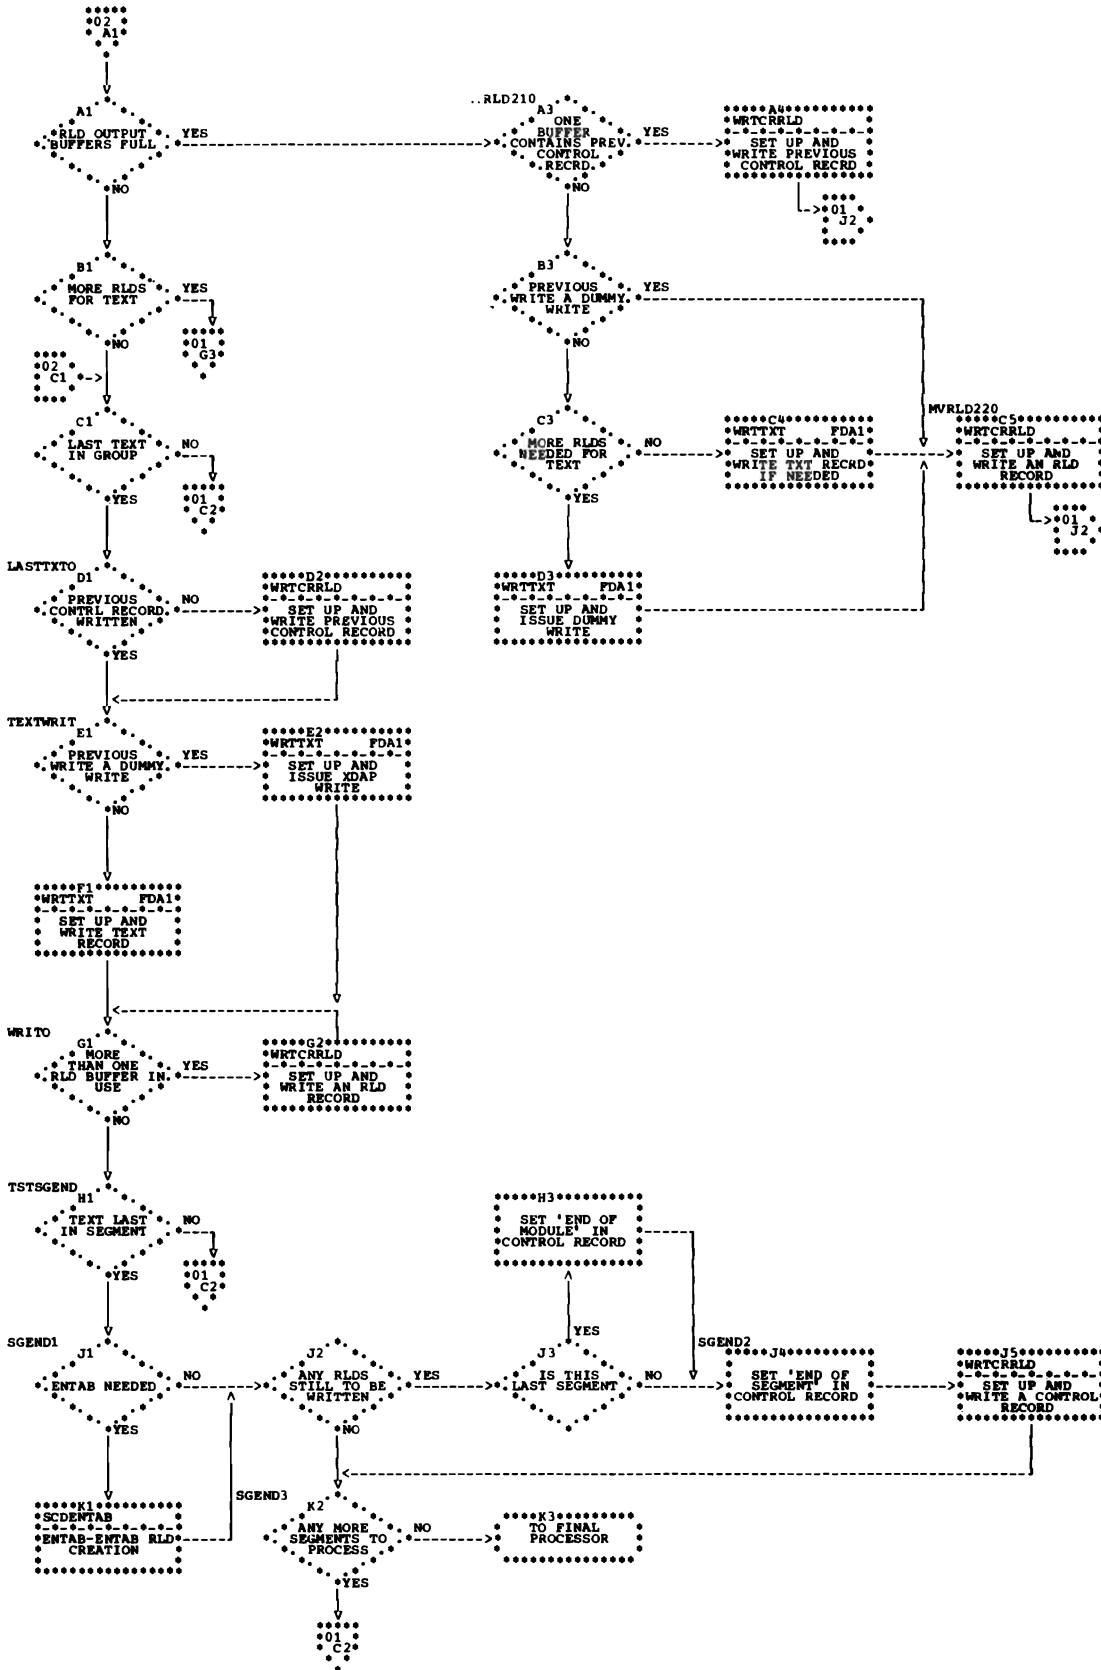 02
A1
A1
RLD OUTPUT
BUFFERS FULL
YES
NO
..RLD210
A3
ONE
BUFFER
CONTAINS PREV
CONTROL
RECRD
YES
NO
A4
WRTCRRLD
SET UP AND
WRITE PREVIOUS
CONTROL RECRD
01
J2
B1
MORE RLDS
FOR TEXT
YES
NO
01
G3
B3
PREVIOUS
WRITE A DUMMY
WRITE
YES
NO
02
C1
C1
LAST TEXT
IN GROUP
NO
YES
01
C2
C3
MORE RLDS
NEEDED FOR
TEXT
NO
YES
C4
WRTTXT FDA1
SET UP AND
WRITE TXT RECRD
IF NEEDED
MVRLD220
C5
WRTCRRLD
SET UP AND
WRITE AN RLD
RECORD
01
J2
LASTTXTO
D1
PREVIOUS
CONTRL RECORD
WRITTEN
NO
YES
D2
WRTCRRLD
SET UP AND
WRITE PREVIOUS
CONTROL RECORD
D3
WRTTXT FDA1
SET UP AND
ISSUE DUMMY
WRITE
TEXTWRIT
E1
PREVIOUS
WRITE A DUMMY
WRITE
YES
NO
E2
WRTTXT FDA1
SET UP AND
ISSUE XDAP
WRITE
F1
WRTTXT FDA1
SET UP AND
WRITE TEXT
RECORD
WRITO
G1
MORE
THAN ONE
RLD BUFFER IN
USE
YES
NO
G2
WRTCRRLD
SET UP AND
WRITE AN RLD
RECORD
TSTSGEND
H1
TEXT LAST
IN SEGMENT
NO
YES
01
C2
H3
SET 'END OF
MODULE' IN
CONTROL RECORD
SGEND1
J1
ENTAB NEEDED
NO
YES
J2
ANY RLDS
STILL TO BE
WRITTEN
YES
NO
J3
IS THIS
LAST SEGMENT
YES
NO
SGEND2
J4
SET 'END OF
SEGMENT' IN
CONTROL RECORD
J5
WRTCRRLD
SET UP AND
WRITE A CONTROL
RECORD
SGEND3
K1
SCDENTAB
ENTAB-ENTAB RLD
CREATION
K2
ANY MORE
SEGMENTS TO
PROCESS
NO
YES
K3
TO FINAL
PROCESSOR
01
C2